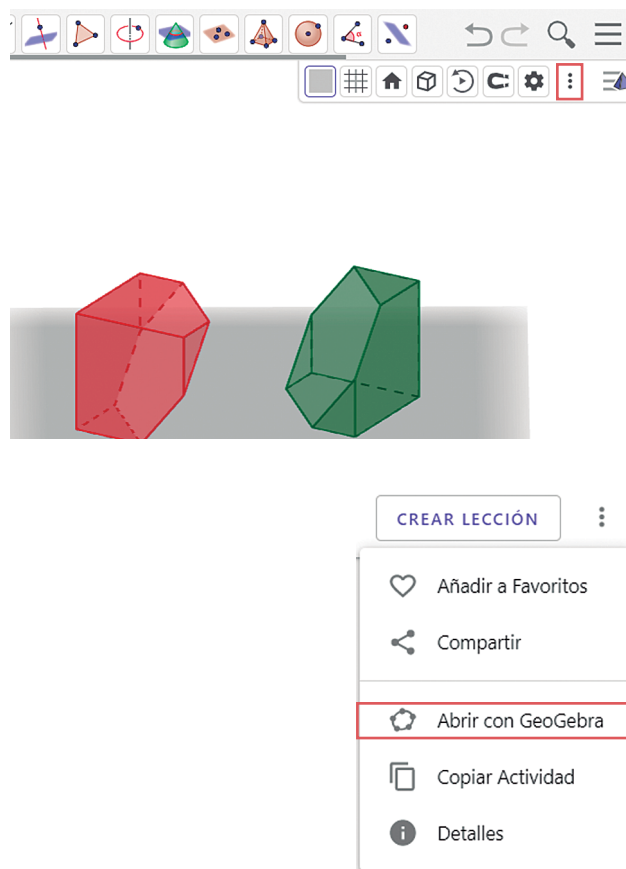 CREAR LECCIÓN
Añadir a Favoritos
Compartir
Abrir con GeoGebra
Copiar Actividad
Detalles